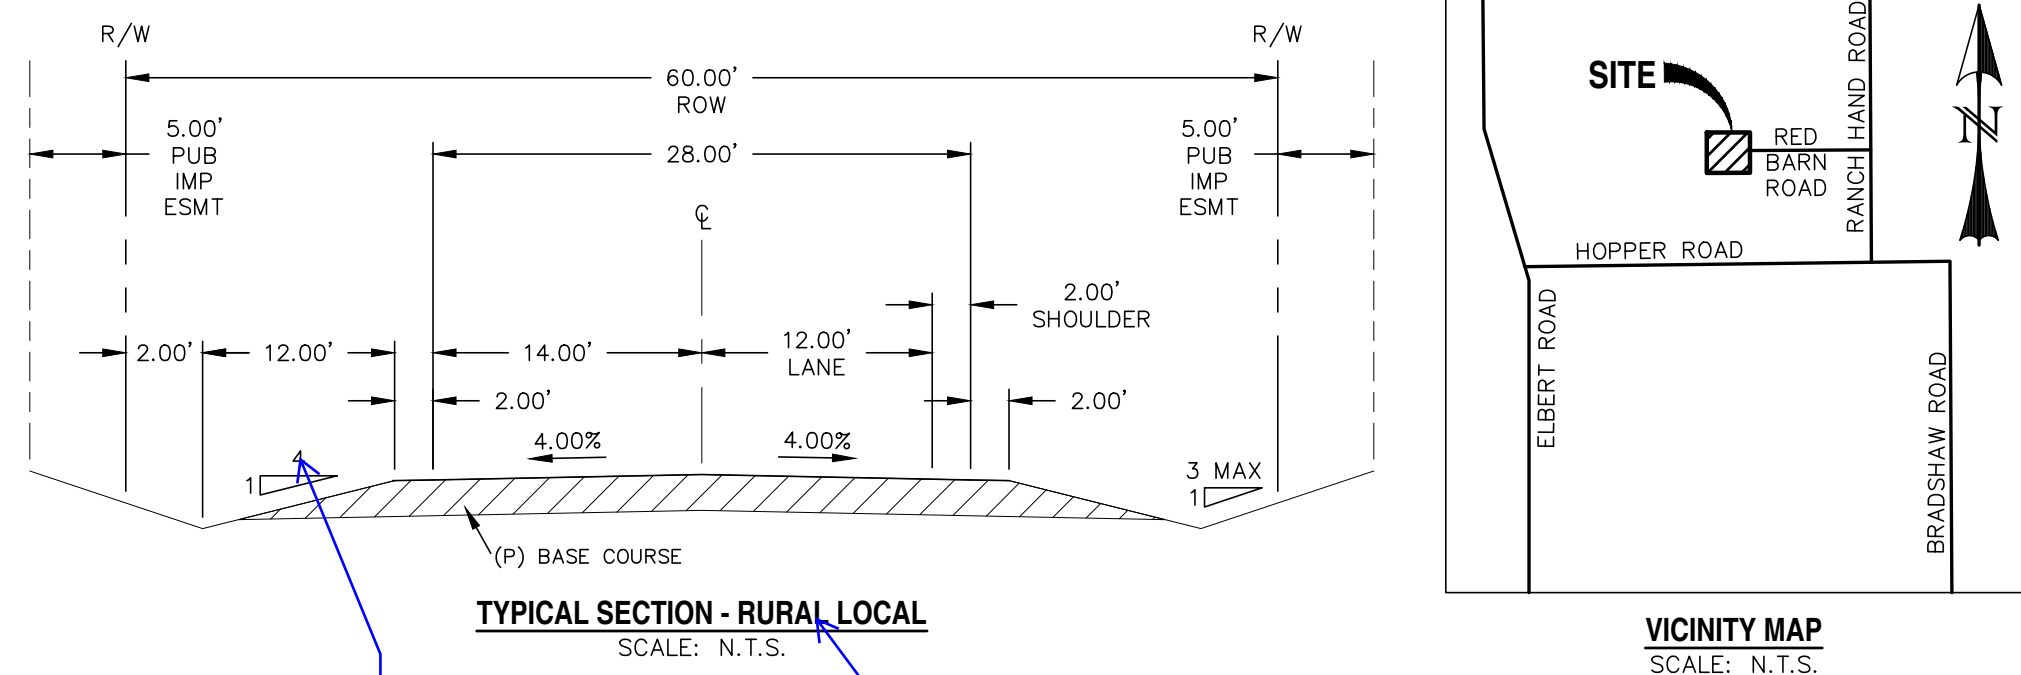 R/W
R/W
60.00'
ROW
5.00'
PUB
IMP
ESMT
28.00'
5.00'
PUB
IMP
ESMT
℄
2.00'
SHOULDER
2.00'
12.00'
14.00'
12.00'
LANE
2.00'
2.00'
4.00%
4.00%
4
1
3 MAX
1
(P) BASE COURSE
TYPICAL SECTION - RURAL LOCAL
SCALE: N.T.S.
SITE
RED
BARN
ROAD
RANCH HAND ROAD
N
HOPPER ROAD
ELBERT ROAD
BRADSHAW ROAD
VICINITY MAP
SCALE: N.T.S.